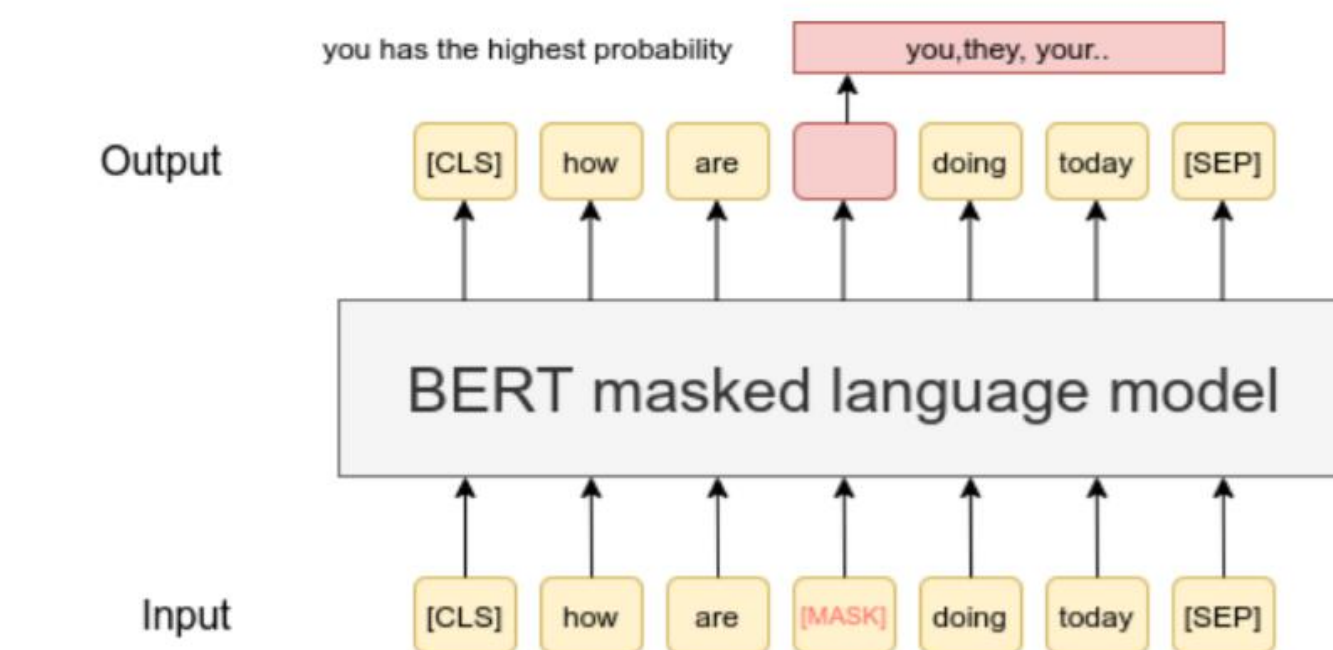 you has the highest probability you,they, your..
Output [CLS] how are doing today [SEP]
BERT masked language model
Input [CLS] how are [MASK] doing today [SEP]